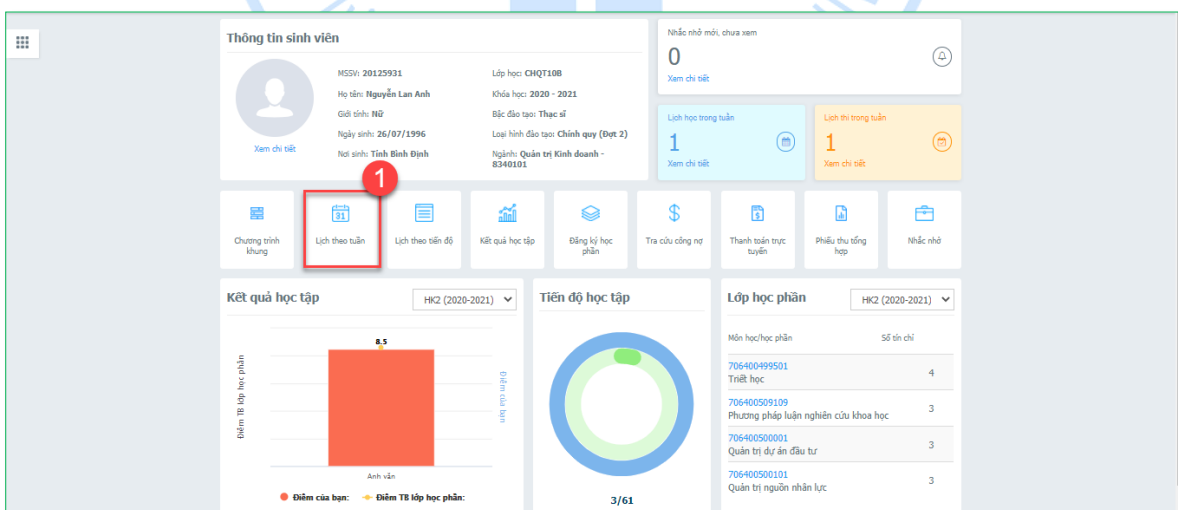 Thông tin sinh viên
MSSV: 20125931
Họ tên: Nguyễn Lan Anh
Giới tính: Nữ
Ngày sinh: 26/07/1996
Nơi sinh: Tỉnh Bình Định
Xem chi tiết
Lớp học: CHQT10B
Khóa học: 2020 - 2021
Bậc đào tạo: Thạc sĩ
Loại hình đào tạo: Chính quy (Đợt 2)
Ngành: Quản trị Kinh doanh -
8340101
Nhắc nhở mới, chưa xem
0
Xem chi tiết
Lịch học trong tuần
1
Xem chi tiết
Lịch thi trong tuần
1
Xem chi tiết
1
Chương trình
khung
31
Lịch theo tuần
Lịch theo tiến độ
Kết quả học tập
Đăng ký học
phần
$
Tra cứu công nợ
$
Thanh toán trực
tuyến
Phiếu thu tổng
hợp
Nhắc nhở
Kết quả học tập
HK2 (2020-2021)
8.5
Điểm TB lớp học phần
Điểm của bạn
Anh văn
Điểm của bạn:
Điểm TB lớp học phần:
Tiến độ học tập
3/61
Lớp học phần
HK2 (2020-2021)
Môn học/học phần Số tín chỉ
706400499501
Triết học 4
706400509109
Phương pháp luận nghiên cứu khoa học 3
706400500001
Quản trị dự án đầu tư 3
706400500101
Quản trị nguồn nhân lực 3